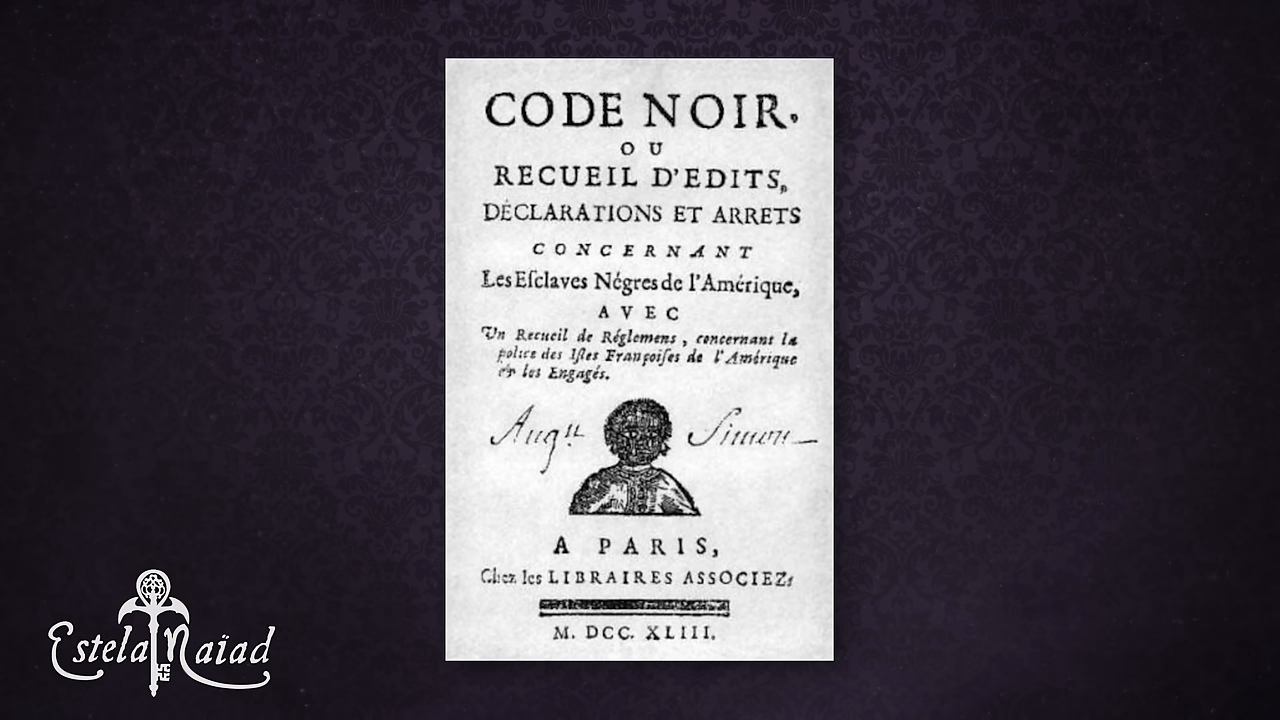 CODE NOIR,
OU
RECUEIL D'EDITS,
DÉCLARATIONS ET ARRETS
CONCERNANT
Les Eſclaves Négres de l'Amérique,
AVEC
Un Recueil de Réglemens, concernant la
police des Iſles Françoiſes de l'Amérique
& les Engagés.
Simon
A PARIS,
Chez les LIBRAIRES ASSOCIEZ,
M. DCC. XLIII.
Estela Naïad